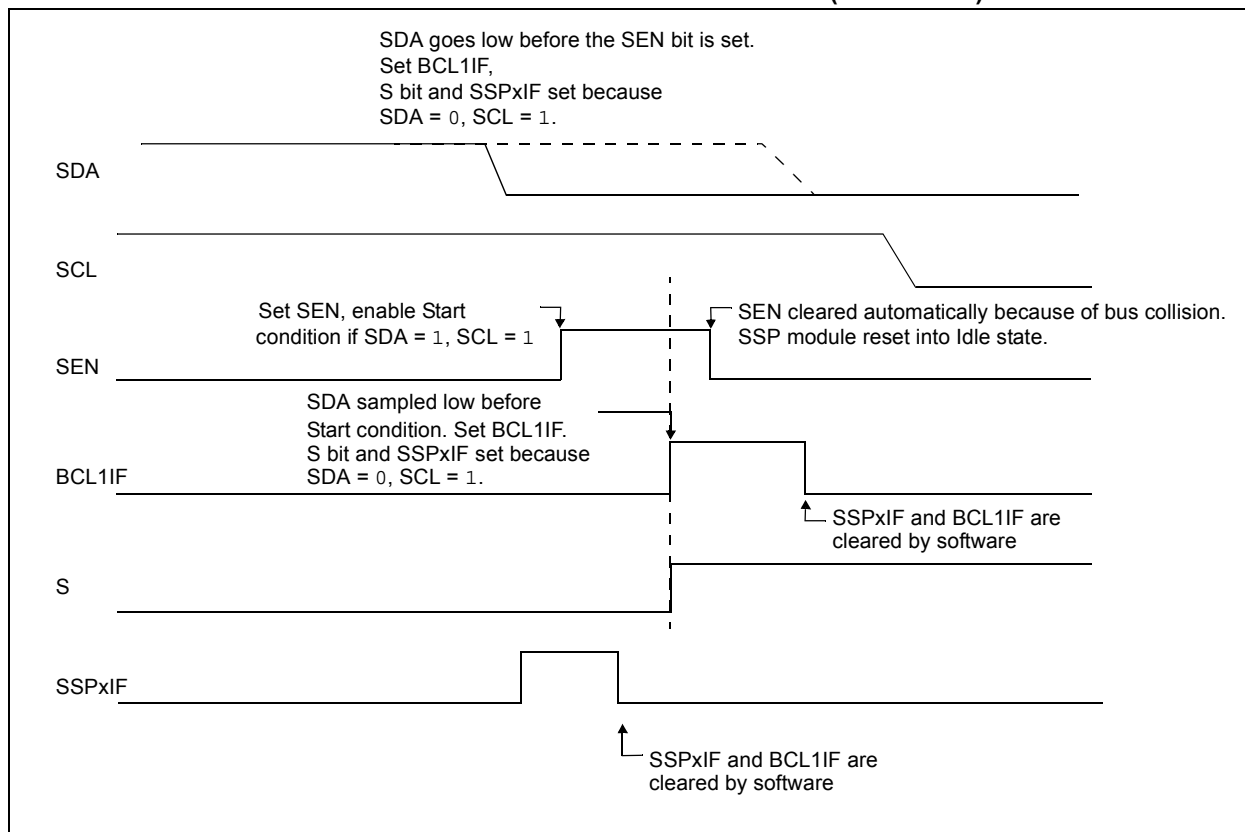 SDA goes low before the SEN bit is set.
Set BCL1IF,
S bit and SSPxIF set because
SDA = 0, SCL = 1.
SDA
SCL
Set SEN, enable Start
condition if SDA = 1, SCL = 1
SEN cleared automatically because of bus collision.
SSP module reset into Idle state.
SEN
SDA sampled low before
Start condition. Set BCL1IF.
S bit and SSPxIF set because
SDA = 0, SCL = 1.
BCL1IF
SSPxIF and BCL1IF are
cleared by software
S
SSPxIF
SSPxIF and BCL1IF are
cleared by software